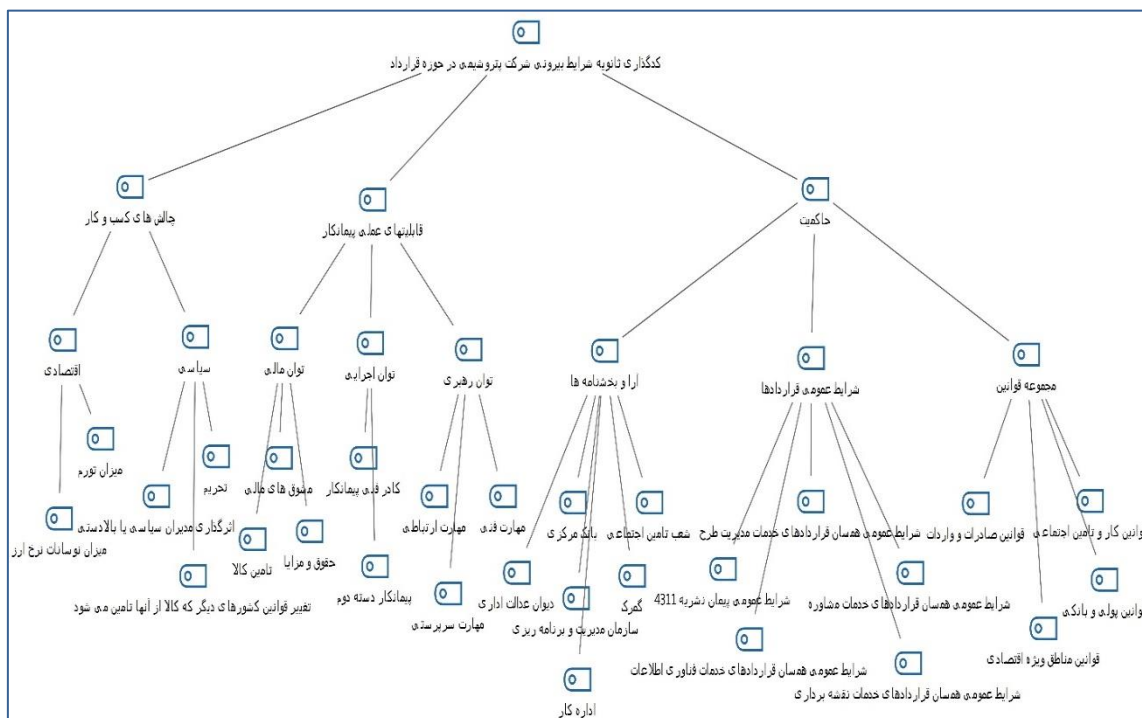 کدگذاری ثانویه شرایط بیرونی شرکت پتروشیمی در حوزه قرارداد
حاکمیت
قابلیتهای عملی پیمانکار
چالش های کسب و کار
مجموعه قوانین
شرایط عمومی قراردادها
ارا و بخشنامه ها
توان رهبری
توان اجرایی
توان مالی
سیاسی
اقتصادی
میزان تورم
تحریم
مشوق های مالی
کادر فنی پیمانکار
مهارت ارتباطی
مهارت فنی
بانک مرکزی
شعب تامین اجتماعی
شرایط عمومی همسان قراردادهای خدمات مدیریت طرح
قوانین صادرات و واردات
وانین کار و تامین اجتماعی
میزان نوسانات نرخ ارز
اثرگذاری مدیران سیاسی یا بالادستی
تامین کالا
حقوق و مزایا
پیمانکار دسته دوم
مهارت سرپرستی
دیوان عدالت اداری
سازمان مدیریت و برنامه ریزی
گمرک
شرایط عمومی پیمان نشریه 4311
شرایط عمومی همسان قراردادهای خدمات مشاوره
وانین پولی و بانکی
تغییر قوانین کشورهای دیگر که کالا از آنها تامین می شود
شرایط عمومی همسان قراردادهای خدمات فناوری اطلاعات
شرایط عمومی همسان قراردادهای خدمات نقشه برداری
قوانین مناطق ویژه اقتصادی
اداره کار